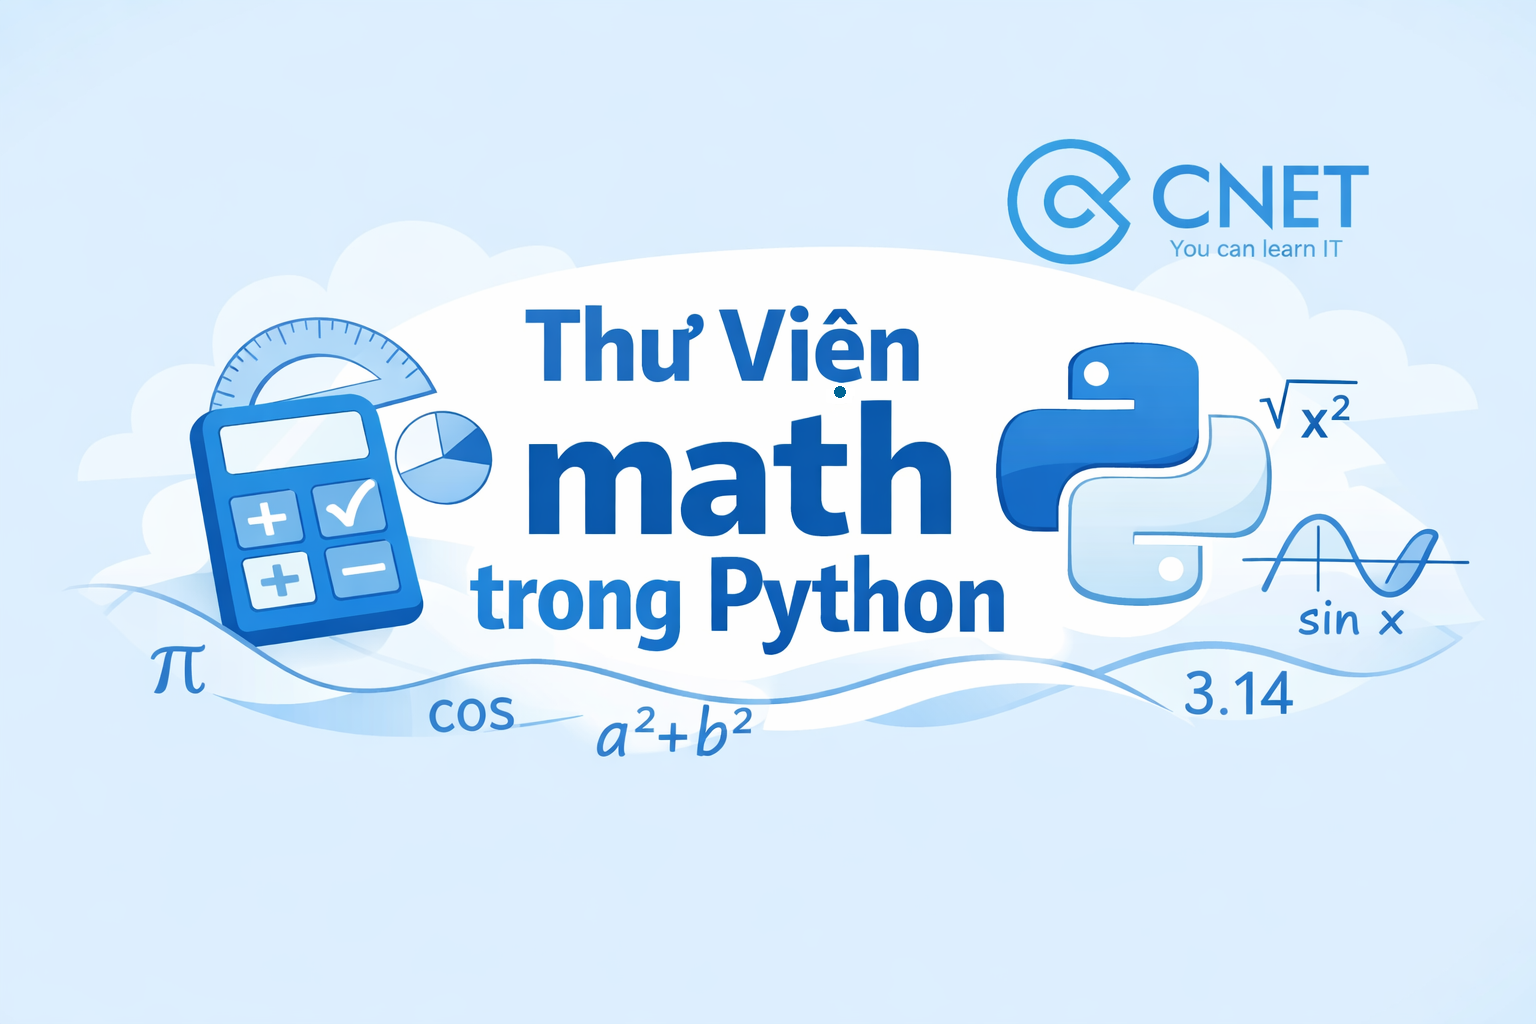 CNET
You can learn IT
Thư Viện
math
trong Python
√x²
sin x
π
cos
a²+b²
3.14